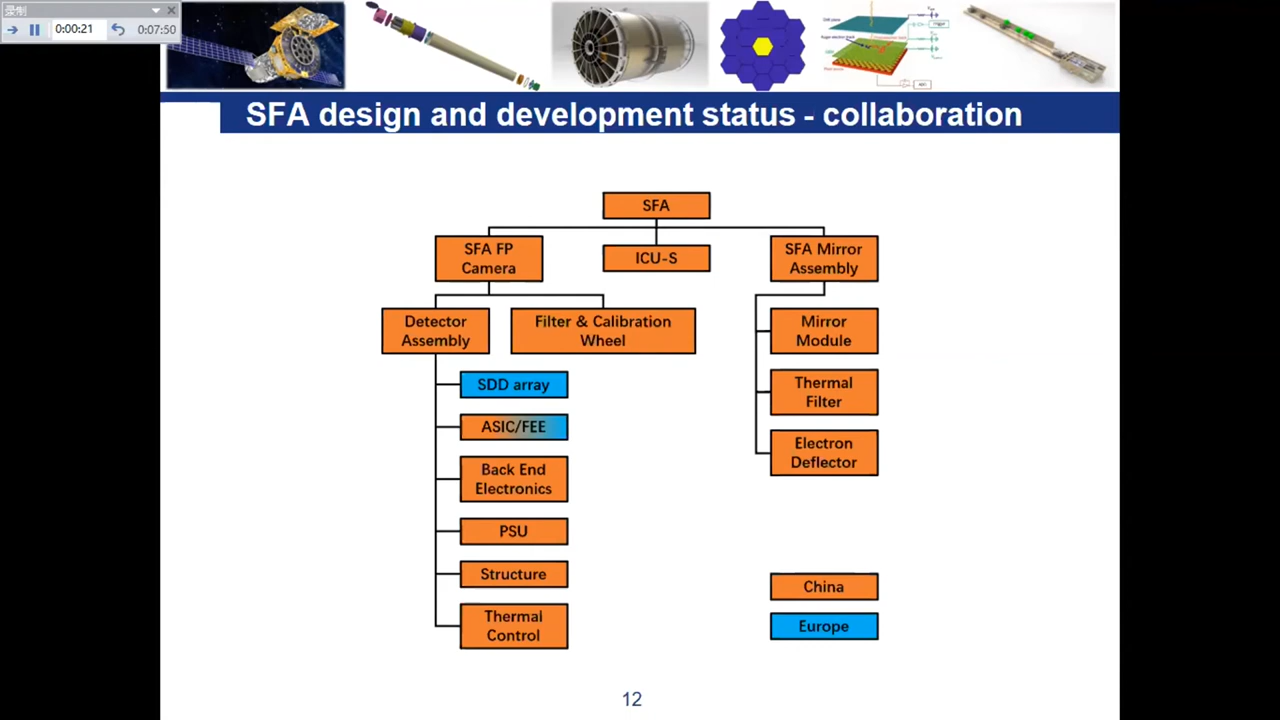 录制
0:00:21
0:07:50
SFA design and development status - collaboration
SFA
SFA FP
Camera
ICU-S
SFA Mirror
Assembly
Detector
Assembly
Filter & Calibration
Wheel
Mirror
Module
SDD array
Thermal
Filter
ASIC/FEE
Electron
Deflector
Back End
Electronics
PSU
Structure
China
Thermal
Control
Europe
12